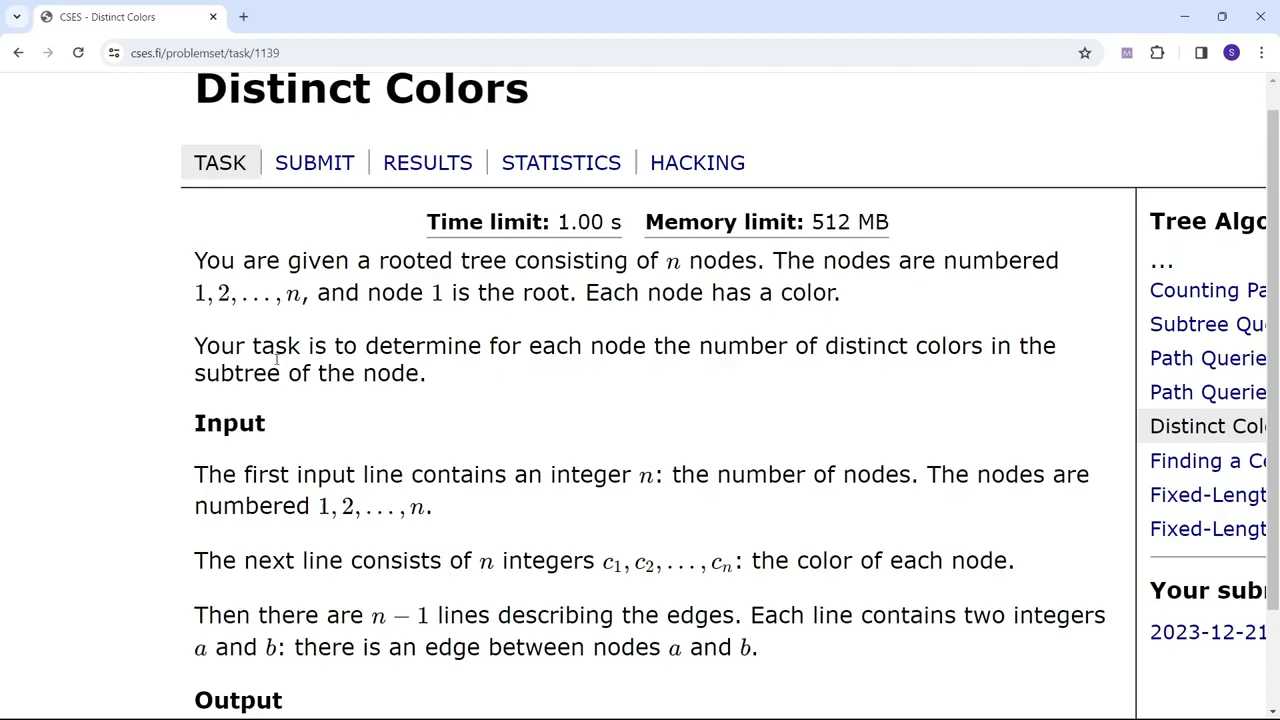 CSES - Distinct Colors
cses.fi/problemset/task/1139
S
Distinct Colors
TASK
SUBMIT
RESULTS
STATISTICS
HACKING
Time limit: 1.00 s Memory limit: 512 MB
You are given a rooted tree consisting of n nodes. The nodes are numbered
1, 2, . . . , n, and node 1 is the root. Each node has a color.
Your task is to determine for each node the number of distinct colors in the
subtree of the node.
Input
The first input line contains an integer n: the number of nodes. The nodes are
numbered 1, 2, . . . , n.
The next line consists of n integers c₁, c₂, . . . , cₙ: the color of each node.
Then there are n − 1 lines describing the edges. Each line contains two integers
a and b: there is an edge between nodes a and b.
Output
Tree Algo
...
Counting Pa
Subtree Qu
Path Querie
Path Querie
Distinct Col
Finding a Ce
Fixed-Lengt
Fixed-Lengt
Your sub
2023-12-21